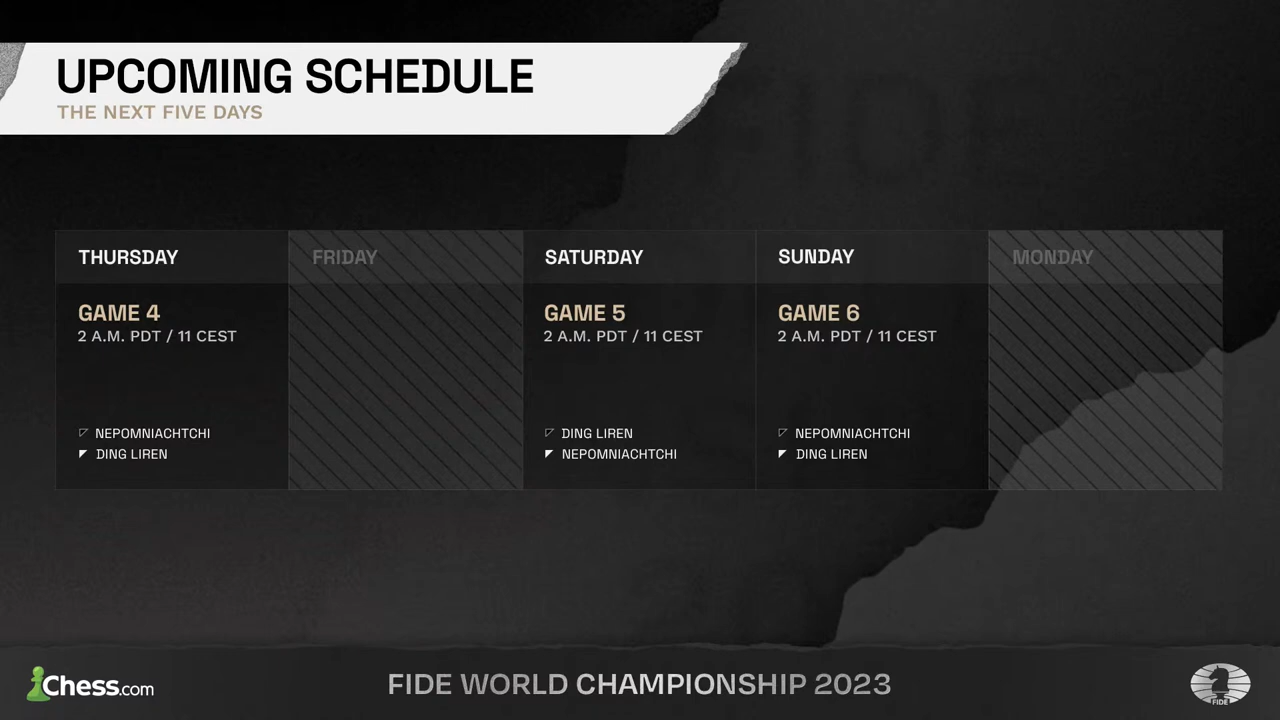 UPCOMING SCHEDULE
THE NEXT FIVE DAYS
THURSDAY
GAME 4
2 A.M. PDT / 11 CEST
NEPOMNIACHTCHI
DING LIREN
FRIDAY
SATURDAY
GAME 5
2 A.M. PDT / 11 CEST
DING LIREN
NEPOMNIACHTCHI
SUNDAY
GAME 6
2 A.M. PDT / 11 CEST
NEPOMNIACHTCHI
DING LIREN
MONDAY
Chess.com
FIDE WORLD CHAMPIONSHIP 2023
FIDE